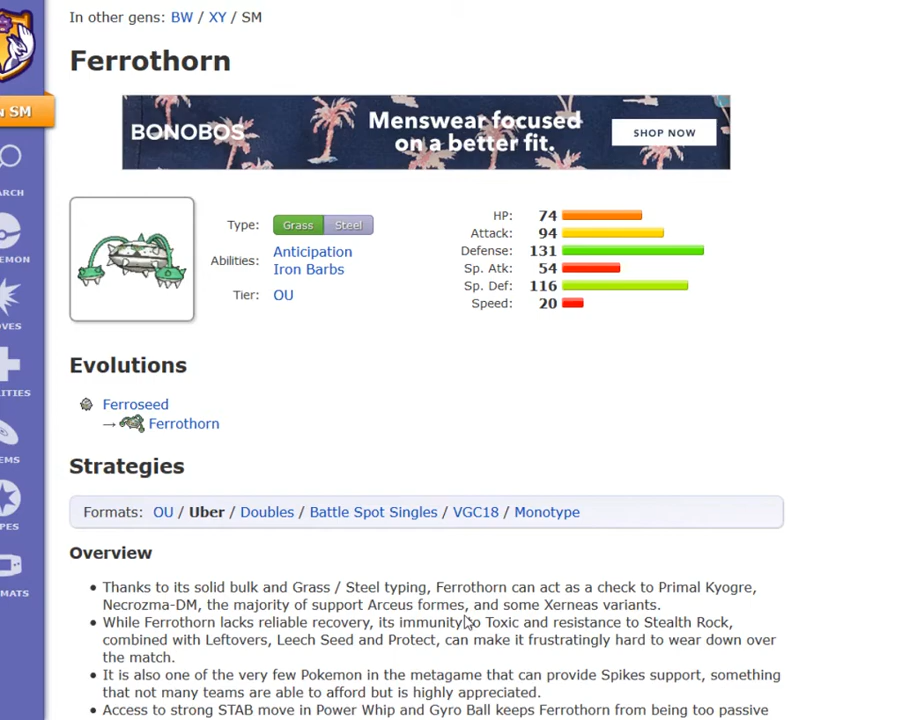 In other gens: BW / XY / SM
Ferrothorn
BONOBOS
Menswear focused
on a better fit.
SHOP NOW
SM
Type: Grass Steel
Abilities: Anticipation
Iron Barbs
Tier: OU
HP: 74
Attack: 94
Defense: 131
Sp. Atk: 54
Sp. Def: 116
Speed: 20
ARCH
EMON
VES
ITIES
EMS
PES
MATS
Evolutions
Ferroseed
→ Ferrothorn
Strategies
Formats: OU / Uber / Doubles / Battle Spot Singles / VGC18 / Monotype
Overview
• Thanks to its solid bulk and Grass / Steel typing, Ferrothorn can act as a check to Primal Kyogre,
Necrozma-DM, the majority of support Arceus formes, and some Xerneas variants.
• While Ferrothorn lacks reliable recovery, its immunity to Toxic and resistance to Stealth Rock,
combined with Leftovers, Leech Seed and Protect, can make it frustratingly hard to wear down over
the match.
• It is also one of the very few Pokemon in the metagame that can provide Spikes support, something
that not many teams are able to afford but is highly appreciated.
• Access to strong STAB move in Power Whip and Gyro Ball keeps Ferrothorn from being too passive